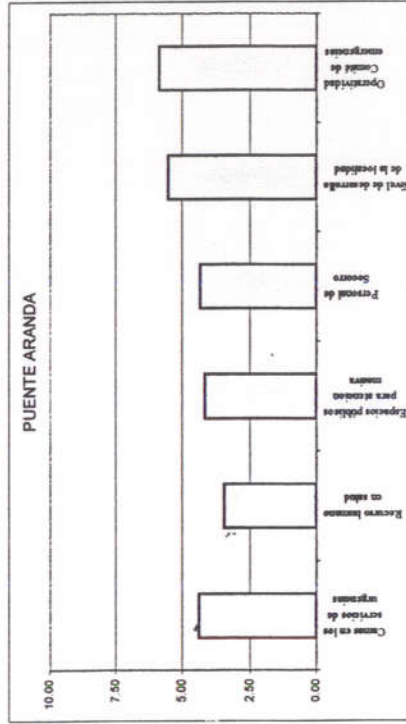 PUENTE ARANDA
10.00
7.50
5.00
2.50
0.00
Camas en los
servicios de
urgencias
Recurso humano
en salud
Espacios públicos
para atencion
masiva
Personal de
Socorro
ivel de desarrollo
de la localidad
Operatividad
Comité de
emergencias